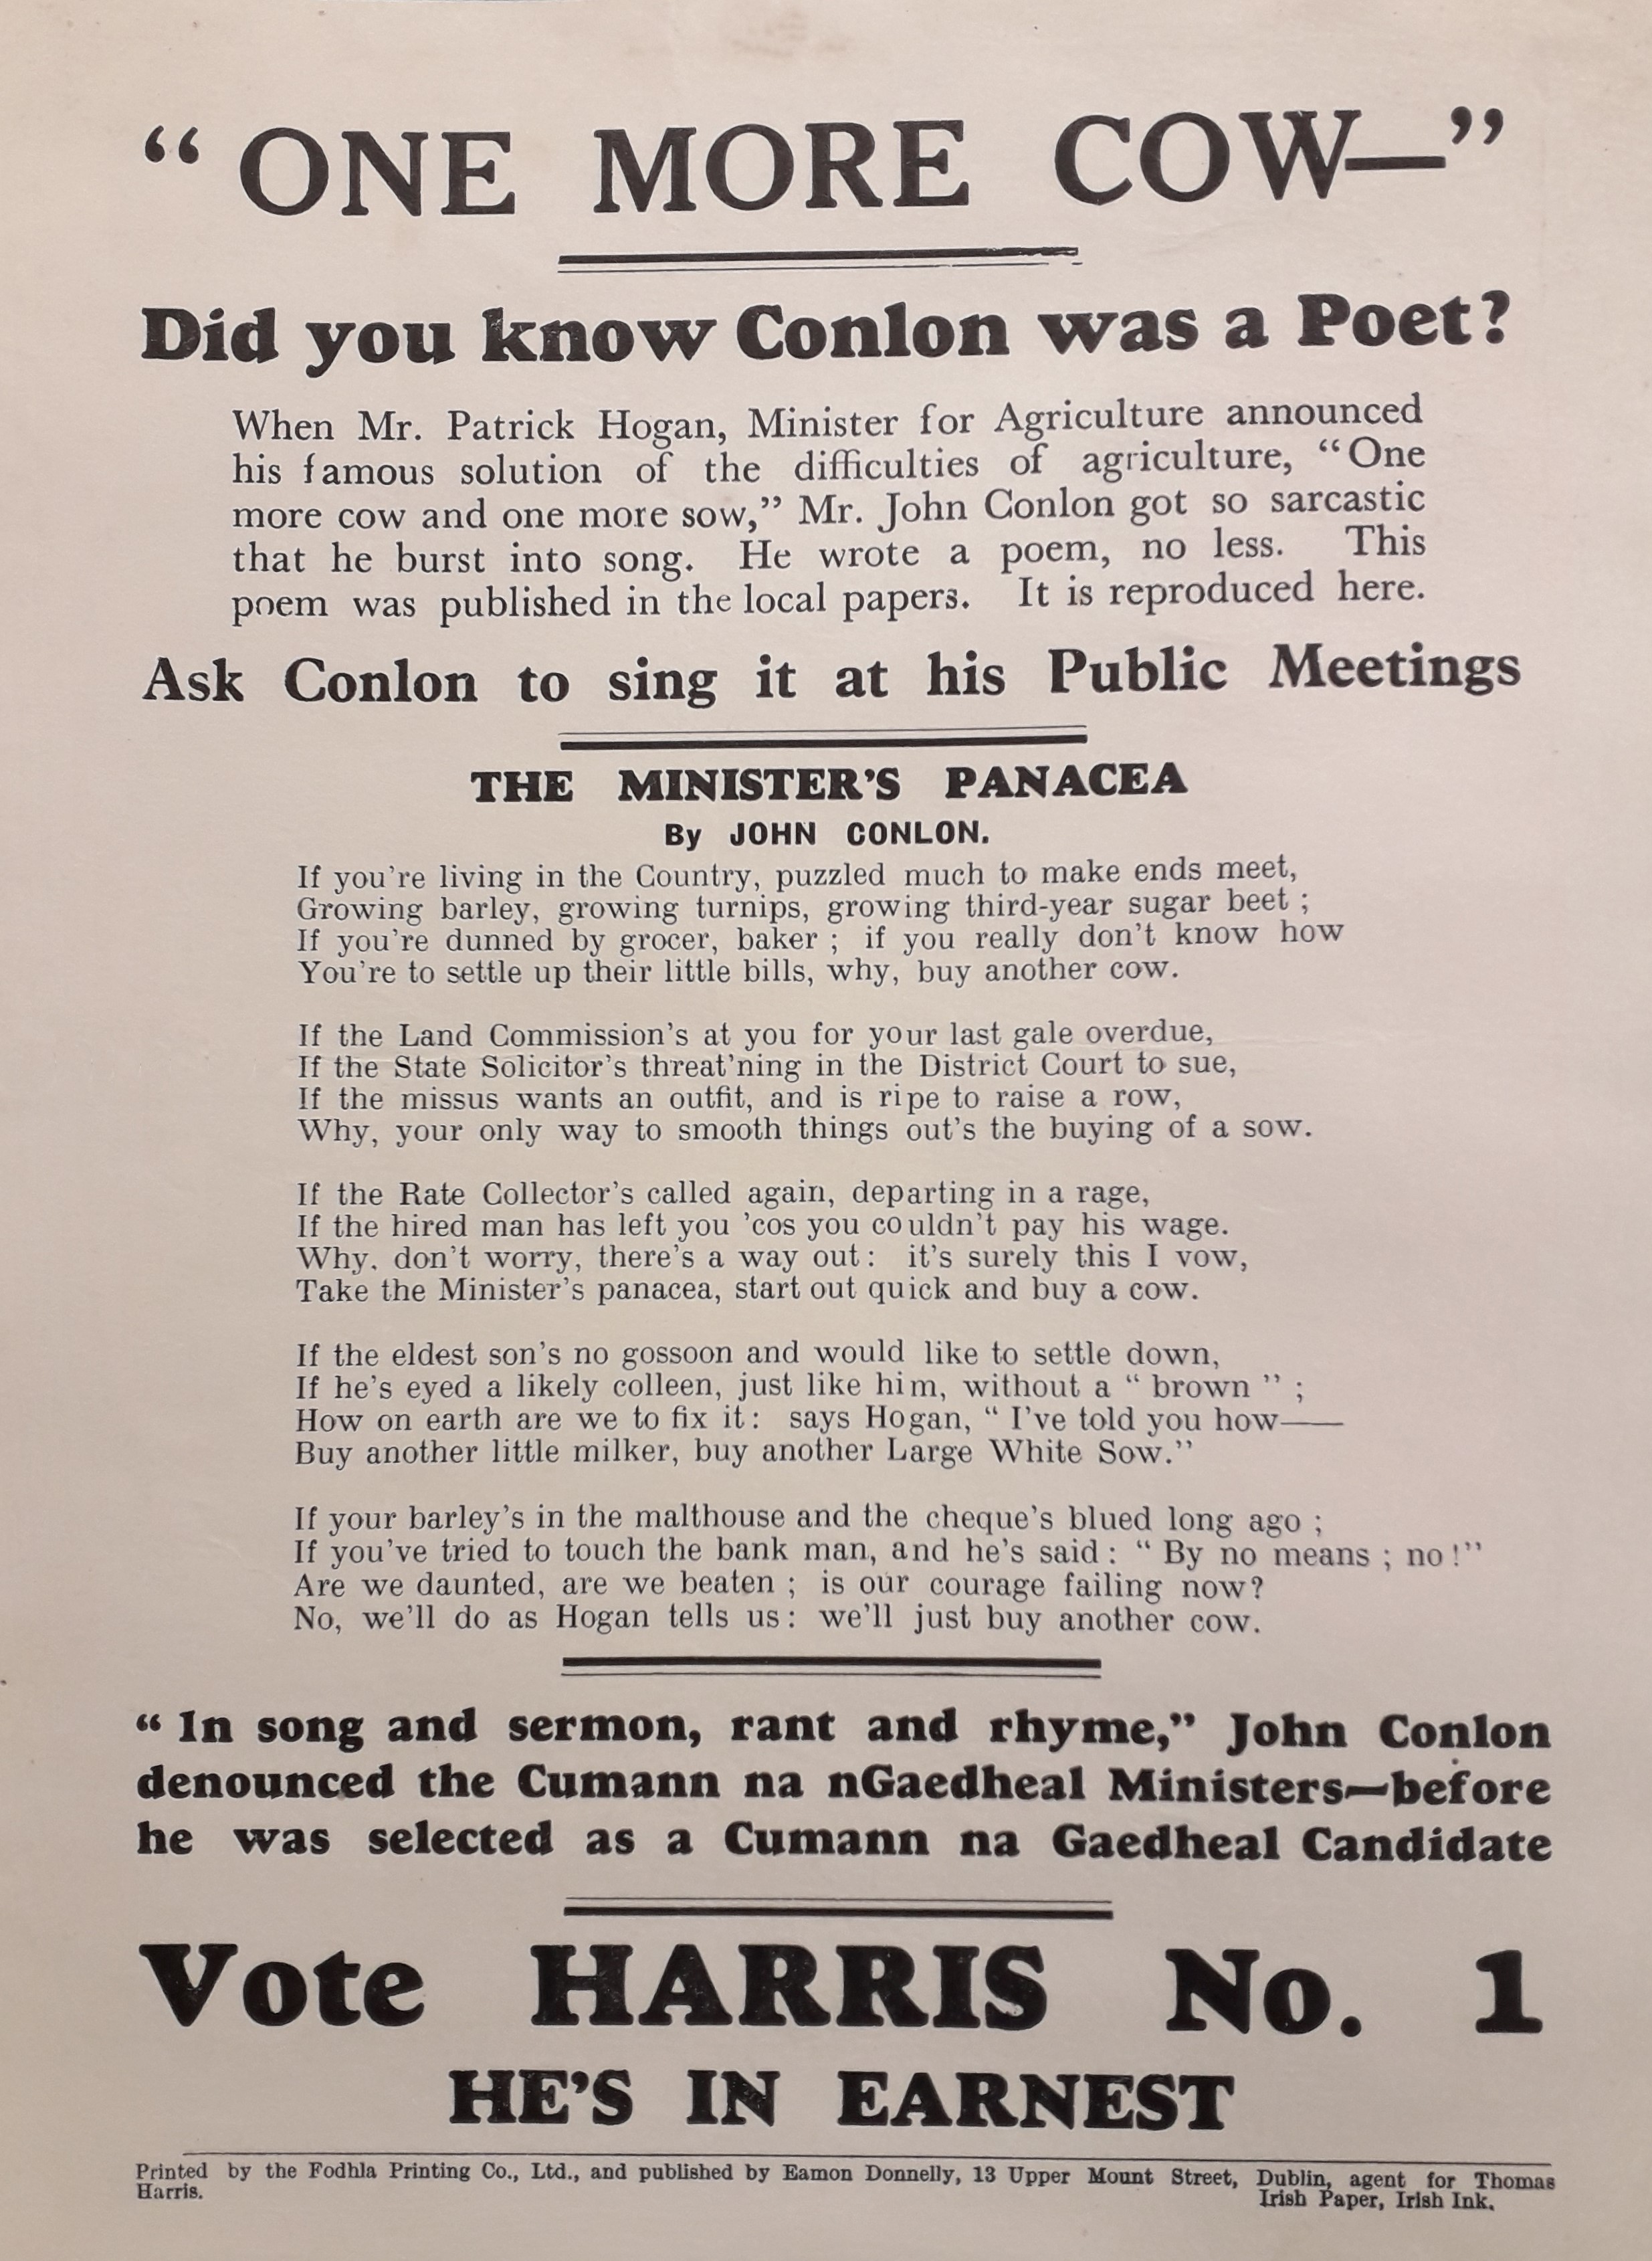 “ ONE MORE COW—”
Did you know Conlon was a Poet?
When Mr. Patrick Hogan, Minister for Agriculture announced
his famous solution of the difficulties of agriculture, “One
more cow and one more sow,” Mr. John Conlon got so sarcastic
that he burst into song. He wrote a poem, no less. This
poem was published in the local papers. It is reproduced here.
Ask Conlon to sing it at his Public Meetings
THE MINISTER’S PANACEA
By JOHN CONLON.
If you’re living in the Country, puzzled much to make ends meet,
Growing barley, growing turnips, growing third-year sugar beet ;
If you’re dunned by grocer, baker ; if you really don’t know how
You’re to settle up their little bills, why, buy another cow.
If the Land Commission’s at you for your last gale overdue,
If the State Solicitor’s threat’ning in the District Court to sue,
If the missus wants an outfit, and is ripe to raise a row,
Why, your only way to smooth things out’s the buying of a sow.
If the Rate Collector’s called again, departing in a rage,
If the hired man has left you ’cos you couldn’t pay his wage.
Why. don’t worry, there’s a way out : it’s surely this I vow,
Take the Minister’s panacea, start out quick and buy a cow.
If the eldest son’s no gossoon and would like to settle down,
If he’s eyed a likely colleen, just like him, without a “ brown ” ;
How on earth are we to fix it : says Hogan, “ I’ve told you how——
Buy another little milker, buy another Large White Sow.”
If your barley’s in the malthouse and the cheque’s blued long ago ;
If you’ve tried to touch the bank man, and he’s said : “ By no means ; no !”
Are we daunted, are we beaten ; is our courage failing now?
No, we’ll do as Hogan tells us : we’ll just buy another cow.
“ In song and sermon, rant and rhyme,” John Conlon
denounced the Cumann na nGaedheal Ministers—before
he was selected as a Cumann na Gaedheal Candidate
Vote HARRIS No. 1
HE’S IN EARNEST
Printed by the Fodhla Printing Co., Ltd., and published by Eamon Donnelly, 13 Upper Mount Street, Dublin, agent for Thomas
Harris. Irish Paper, Irish Ink.